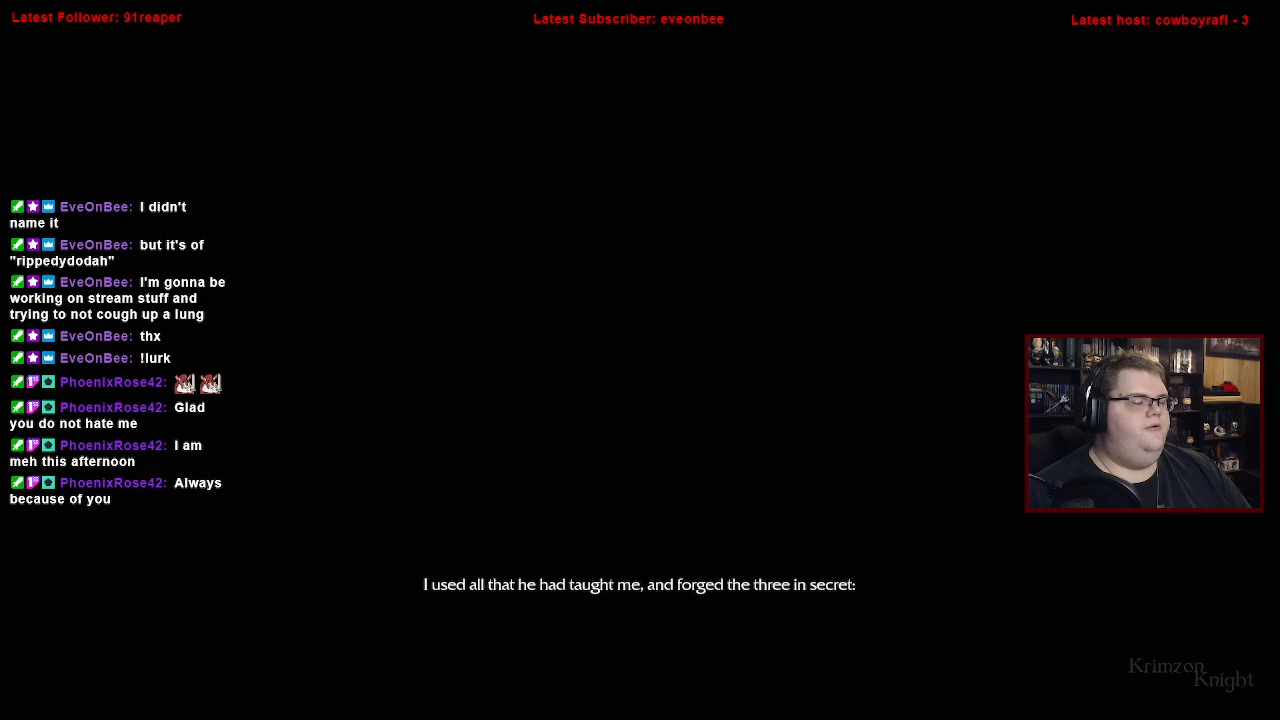 Latest Follower: 91reaper
Latest Subscriber: eveonbee
Latest host: cowboyrafl - 3
EveOnBee: I didn't
name it
EveOnBee: but it's of
"rippedydodah"
EveOnBee: I'm gonna be
working on stream stuff and
trying to not cough up a lung
EveOnBee: thx
EveOnBee: !lurk
PhoenixRose42:
PhoenixRose42: Glad
you do not hate me
PhoenixRose42: I am
meh this afternoon
PhoenixRose42: Always
because of you
I used all that he had taught me, and forged the three in secret:
Krimzon
Knight